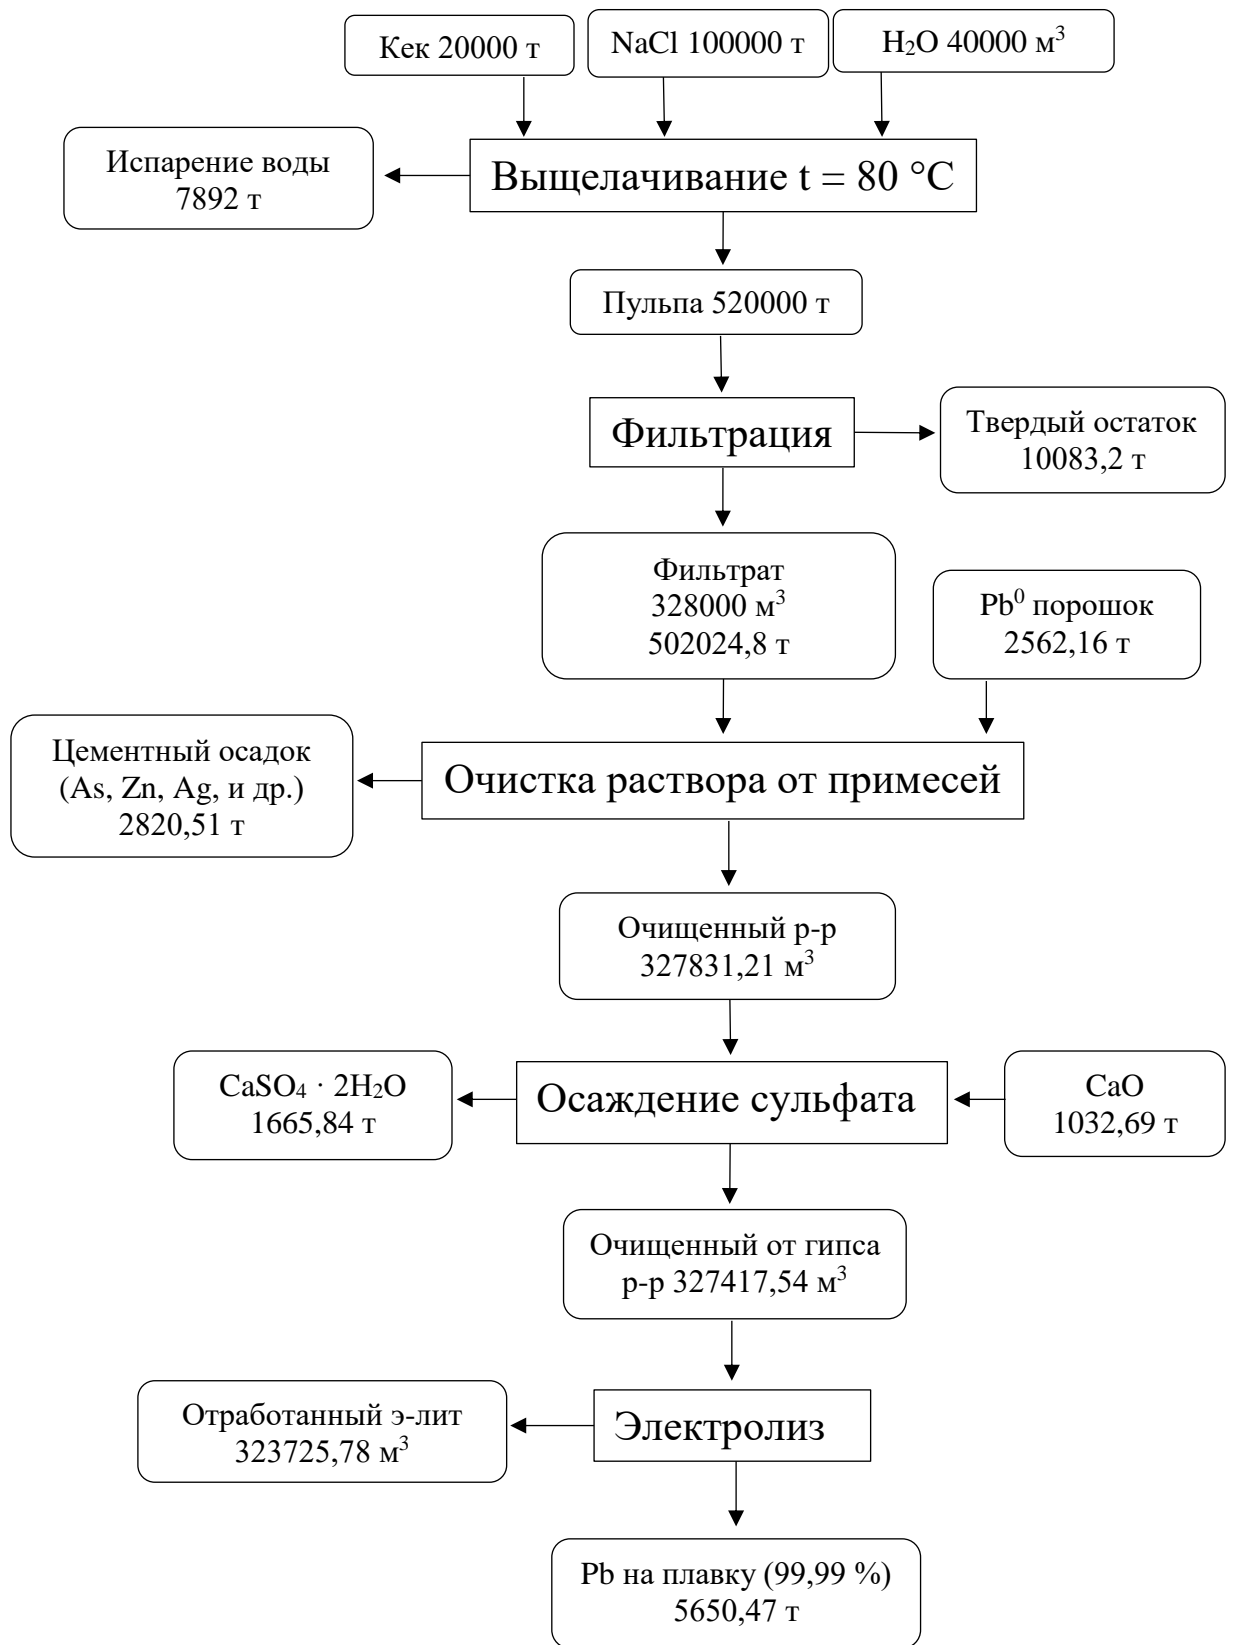 Кек 20000 т
NaCl 100000 т
H₂O 40000 м³
Испарение воды
7892 т
Выщелачивание t = 80 °C
Пульпа 520000 т
Фильтрация
Твердый остаток
10083,2 т
Фильтрат
328000 м³
502024,8 т
Pb⁰ порошок
2562,16 т
Цементный осадок
(As, Zn, Ag, и др.)
2820,51 т
Очистка раствора от примесей
Очищенный р-р
327831,21 м³
CaSO₄ · 2H₂O
1665,84 т
Осаждение сульфата
CaO
1032,69 т
Очищенный от гипса
р-р 327417,54 м³
Отработанный э-лит
323725,78 м³
Электролиз
Pb на плавку (99,99 %)
5650,47 т